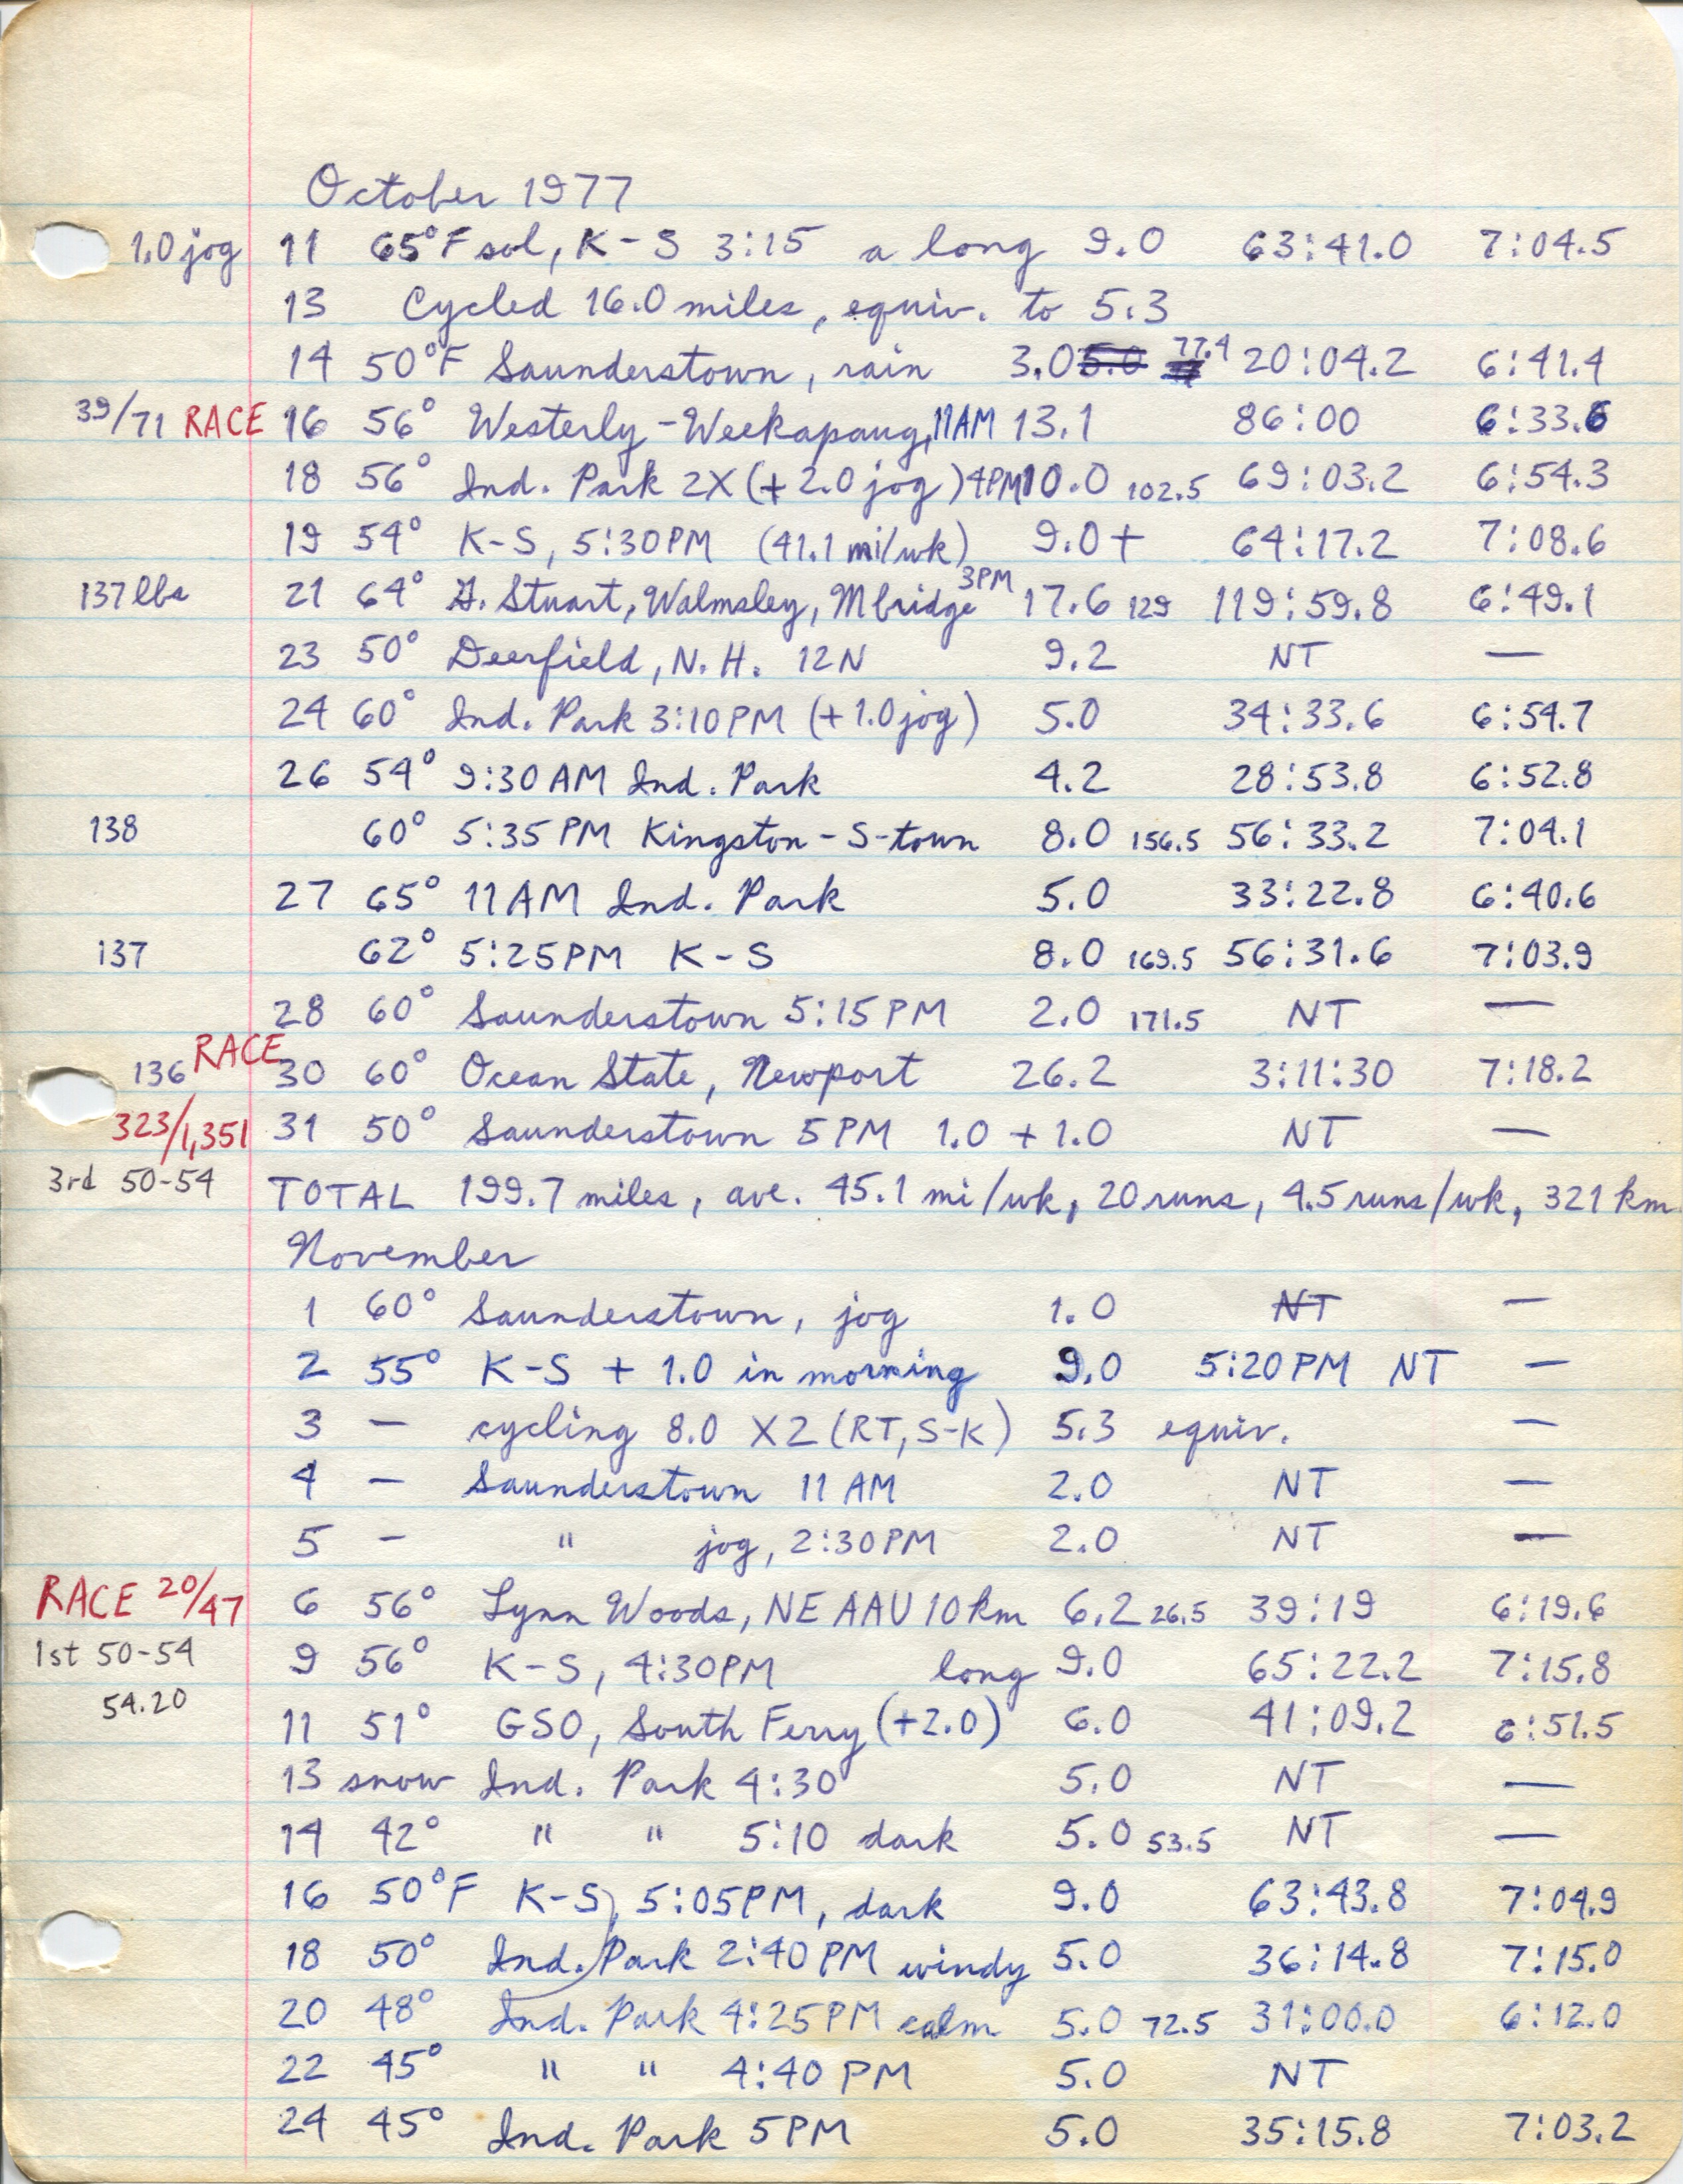 October 1977
1.0 jog 11 65°F sol, K-S 3:15 a long 9.0 63:41.0 7:04.5
13 Cycled 16.0 miles, equiv. to 5.3
14 50°F Saunderstown, rain 3.0 5.0 77.4 20:04.2 6:41.4
39/71 RACE 16 56° Westerly-Weekapaug, 11AM 13.1 86:00 6:33.6
18 56° Ind. Park 2X (+2.0 jog) 4PM 10.0 102.5 69:03.2 6:54.3
19 54° K-S, 5:30PM (41.1 mi/wk) 9.0+ 64:17.2 7:08.6
137 lbs 21 64° G. Stuart, Walmsley, Mbridge 3PM 17.6 129 119:59.8 6:49.1
23 50° Deerfield, N.H. 12N 9.2 NT —
24 60° Ind. Park 3:10PM (+1.0 jog) 5.0 34:33.6 6:54.7
26 54° 9:30AM Ind. Park 4.2 28:53.8 6:52.8
138 60° 5:35PM Kingston-S-town 8.0 156.5 56:33.2 7:04.1
27 65° 11AM Ind. Park 5.0 33:22.8 6:40.6
137 62° 5:25PM K-S 8.0 169.5 56:31.6 7:03.9
28 60° Saunderstown 5:15PM 2.0 171.5 NT —
136 RACE 30 60° Ocean State, Newport 26.2 3:11:30 7:18.2
323/1,351 31 50° Saunderstown 5PM 1.0 + 1.0 NT —
3rd 50-54 TOTAL 199.7 miles, ave. 45.1 mi/wk, 20 runs, 4.5 runs/wk, 321 km
November
1 60° Saunderstown, jog 1.0 NT —
2 55° K-S + 1.0 in morning 9.0 5:20PM NT —
3 — cycling 8.0 X2 (RT, S-K) 5.3 equiv. —
4 — Saunderstown 11AM 2.0 NT —
5 — " jog, 2:30PM 2.0 NT —
RACE 20/47 6 56° Lynn Woods, NE AAU 10km 6.2 26.5 39:19 6:19.6
1st 50-54 9 56° K-S, 4:30PM long 9.0 65:22.2 7:15.8
54.20 11 51° GSO, South Ferry (+2.0) 6.0 41:09.2 6:51.5
13 snow Ind. Park 4:30 5.0 NT —
14 42° " " 5:10 dark 5.0 53.5 NT —
16 50°F K-S, 5:05PM, dark 9.0 63:43.8 7:04.9
18 50° Ind. Park 2:40PM windy 5.0 36:14.8 7:15.0
20 48° Ind. Park 4:25PM calm 5.0 72.5 31:00.0 6:12.0
22 45° " " 4:40 PM 5.0 NT
24 45° Ind. Park 5PM 5.0 35:15.8 7:03.2